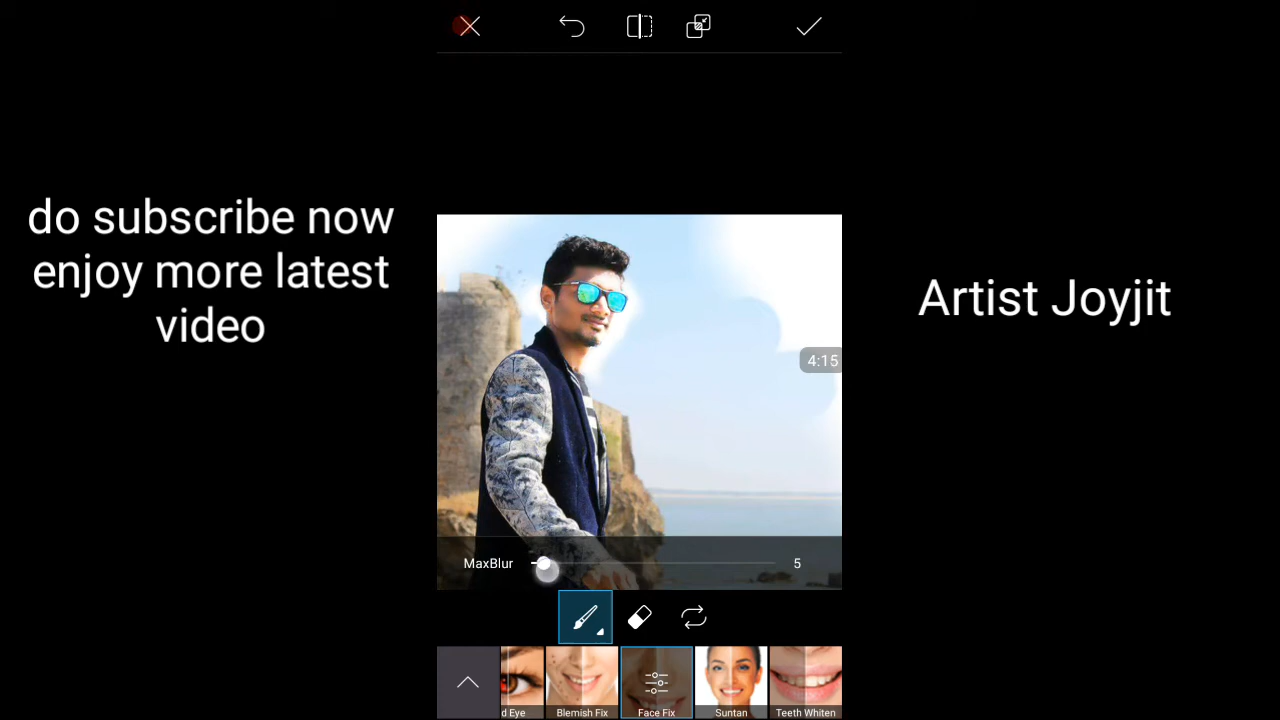 do subscribe now
enjoy more latest
video
Artist Joyjit
4:15
MaxBlur 5
d Eye Blemish Fix Face Fix Suntan Teeth Whiten